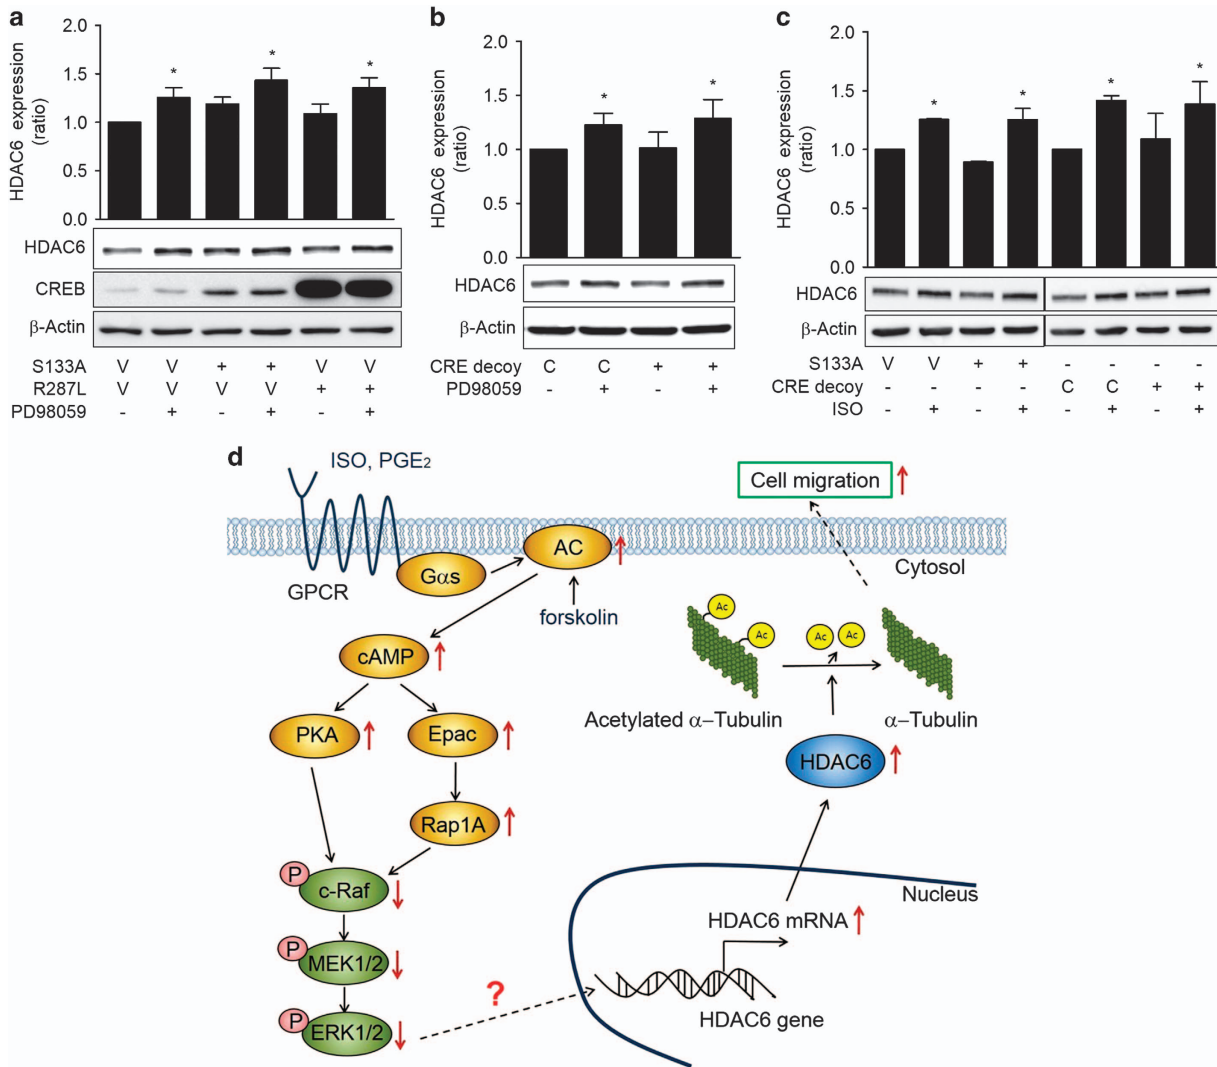 a
HDAC6 expression
(ratio)
2.0
1.5
1.0
0.5
0.0
* * *
HDAC6
CREB
β-Actin
S133A V V + + V V
R287L V V V V + +
PD98059 - + - + - +
b
HDAC6 expression
(ratio)
2.0
1.5
1.0
0.5
0.0
* *
HDAC6
β-Actin
CRE decoy C C + +
PD98059 - + - +
c
HDAC6 expression
(ratio)
2.0
1.5
1.0
0.5
0.0
* * * *
HDAC6
β-Actin
S133A V V + + - - - -
CRE decoy - - - - C C + +
ISO - + - + - + - +
d
ISO, PGE2
GPCR
Gαs
AC
forskolin
cAMP
PKA
Epac
Rap1A
P
c-Raf
P
MEK1/2
P
ERK1/2
?
Cell migration
Cytosol
Ac
Ac
Ac Ac
Acetylated α–Tubulin
α–Tubulin
HDAC6
Nucleus
HDAC6 mRNA
HDAC6 gene